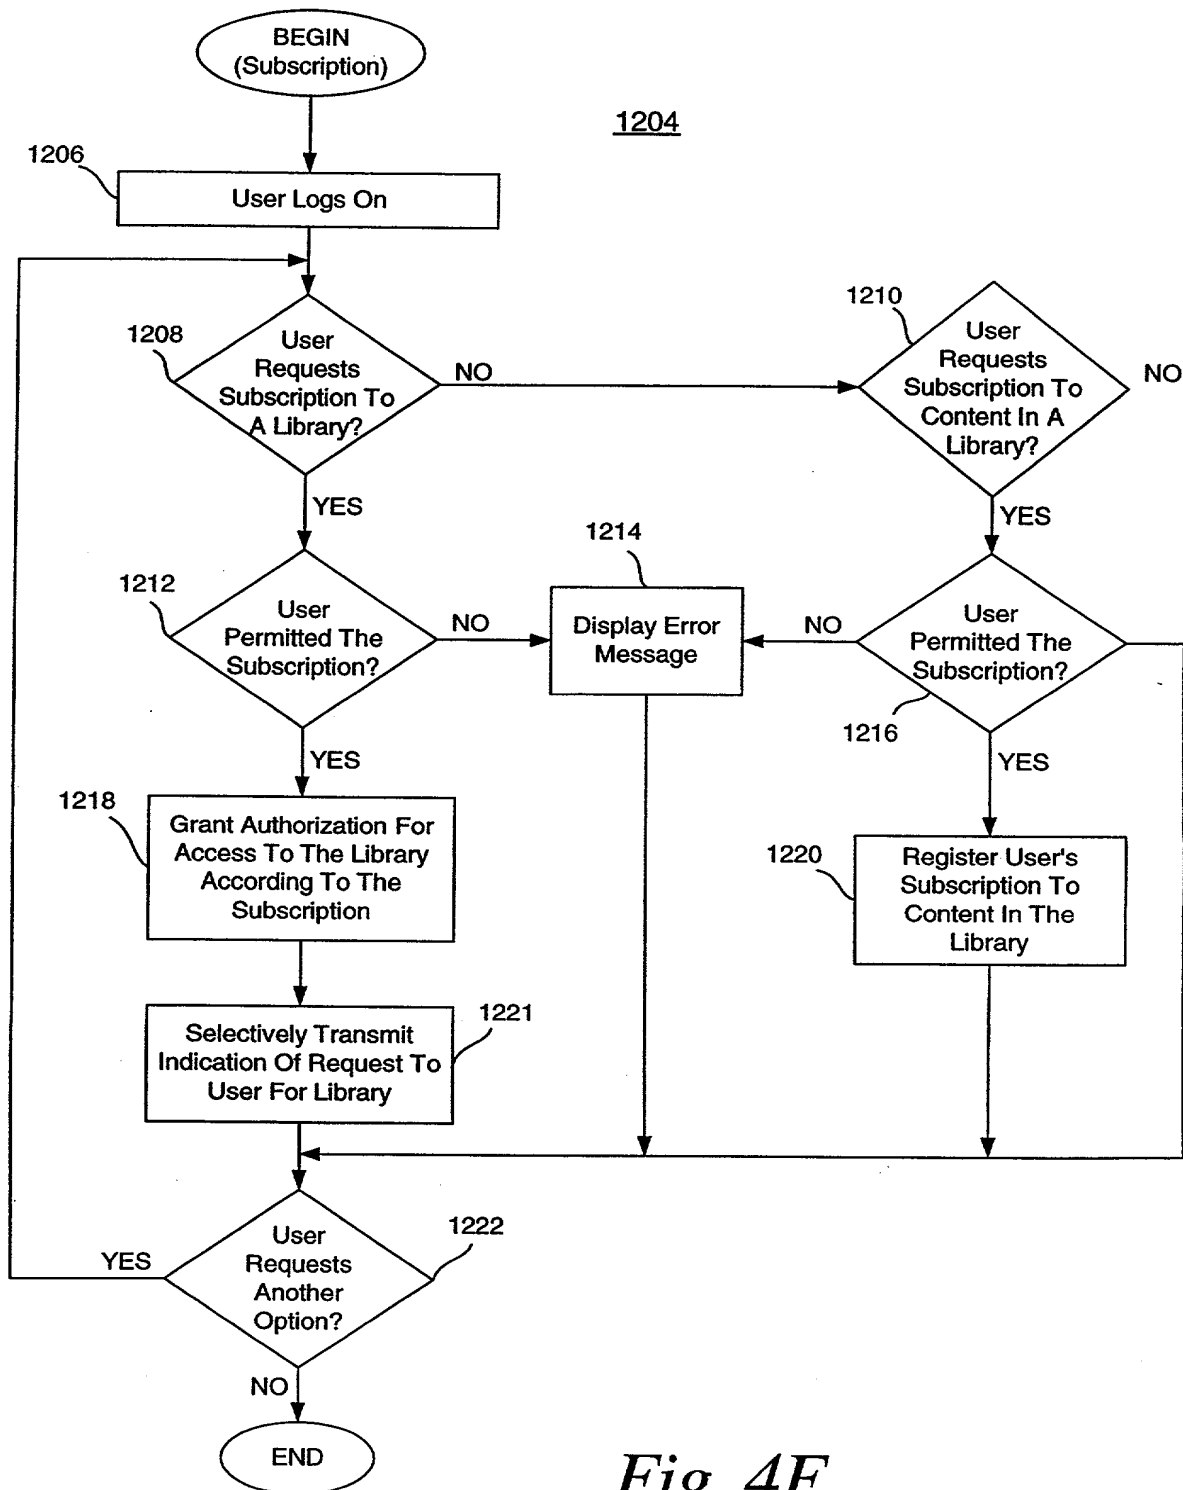 BEGIN
(Subscription)
1204
1206
User Logs On
1208
User
Requests
Subscription To
A Library?
NO
1210
User
Requests
Subscription To
Content In A
Library?
NO
YES
YES
1212
User
Permitted The
Subscription?
NO
1214
Display Error
Message
NO
User
Permitted The
Subscription?
1216
YES
YES
1218
Grant Authorization For
Access To The Library
According To The
Subscription
1220
Register User's
Subscription To
Content In The
Library
Selectively Transmit
Indication Of Request To
User For Library
1221
User
Requests
Another
Option?
1222
YES
NO
END
Fig. 4F